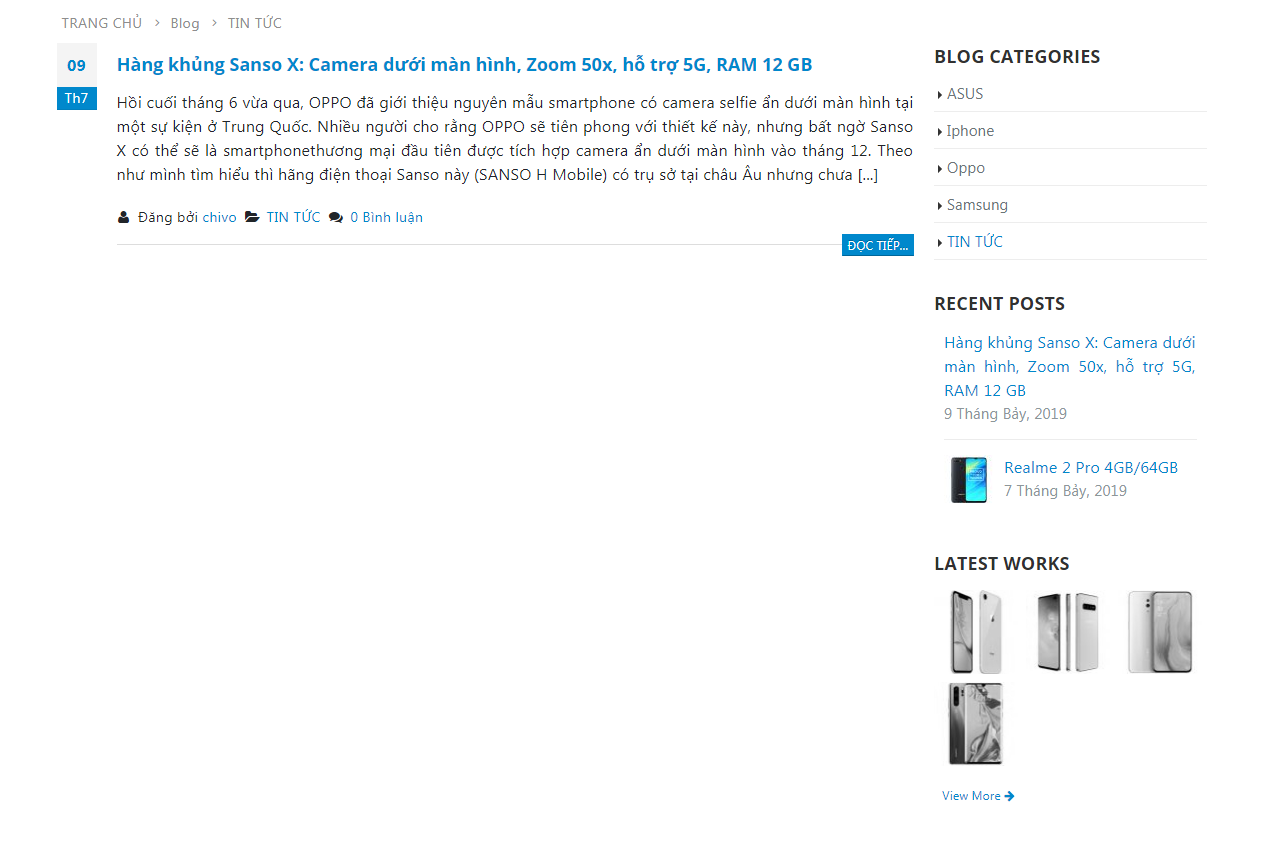 TRANG CHỦ > Blog > TIN TỨC
09
Th7
Hàng khủng Sanso X: Camera dưới màn hình, Zoom 50x, hỗ trợ 5G, RAM 12 GB
Hồi cuối tháng 6 vừa qua, OPPO đã giới thiệu nguyên mẫu smartphone có camera selfie ẩn dưới màn hình tại
một sự kiện ở Trung Quốc. Nhiều người cho rằng OPPO sẽ tiên phong với thiết kế này, nhưng bất ngờ Sanso
X có thể sẽ là smartphonethương mại đầu tiên được tích hợp camera ẩn dưới màn hình vào tháng 12. Theo
như mình tìm hiểu thì hãng điện thoại Sanso này (SANSO H Mobile) có trụ sở tại châu Âu nhưng chưa [...]
Đăng bởi chivo TIN TỨC 0 Bình luận
ĐỌC TIẾP...
BLOG CATEGORIES
ASUS
Iphone
Oppo
Samsung
TIN TỨC
RECENT POSTS
Hàng khủng Sanso X: Camera dưới
màn hình, Zoom 50x, hỗ trợ 5G,
RAM 12 GB
9 Tháng Bảy, 2019
Realme 2 Pro 4GB/64GB
7 Tháng Bảy, 2019
LATEST WORKS
View More